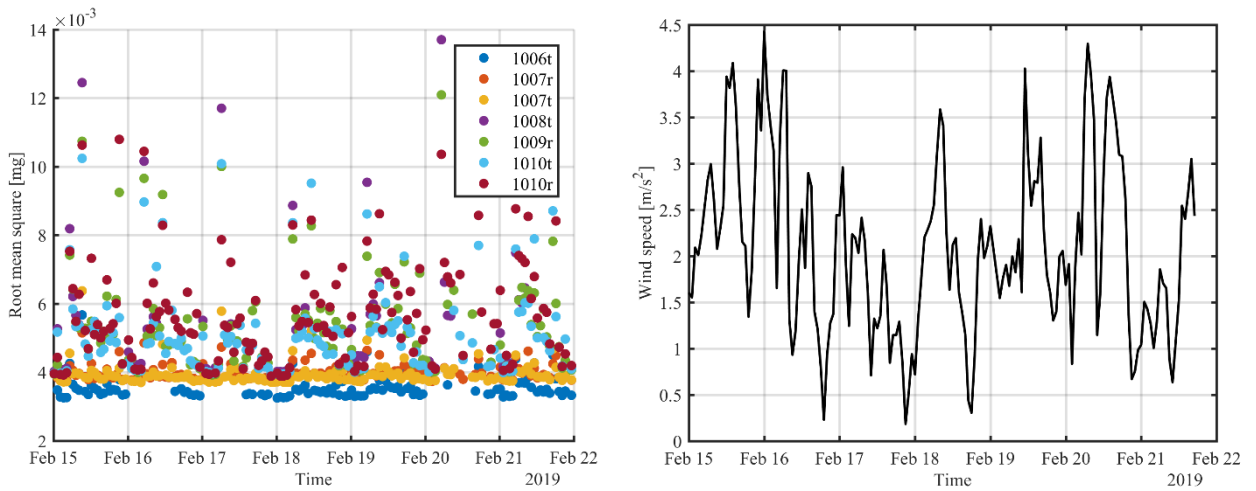 ×10⁻³
14
12
10
8
6
4
2
Root mean square [mg]
1006t
1007r
1007t
1008t
1009r
1010t
1010r
Feb 15 Feb 16 Feb 17 Feb 18 Feb 19 Feb 20 Feb 21 Feb 22
Time 2019
4.5
4
3.5
3
2.5
2
1.5
1
0.5
0
Wind speed [m/s²]
Feb 15 Feb 16 Feb 17 Feb 18 Feb 19 Feb 20 Feb 21 Feb 22
Time 2019